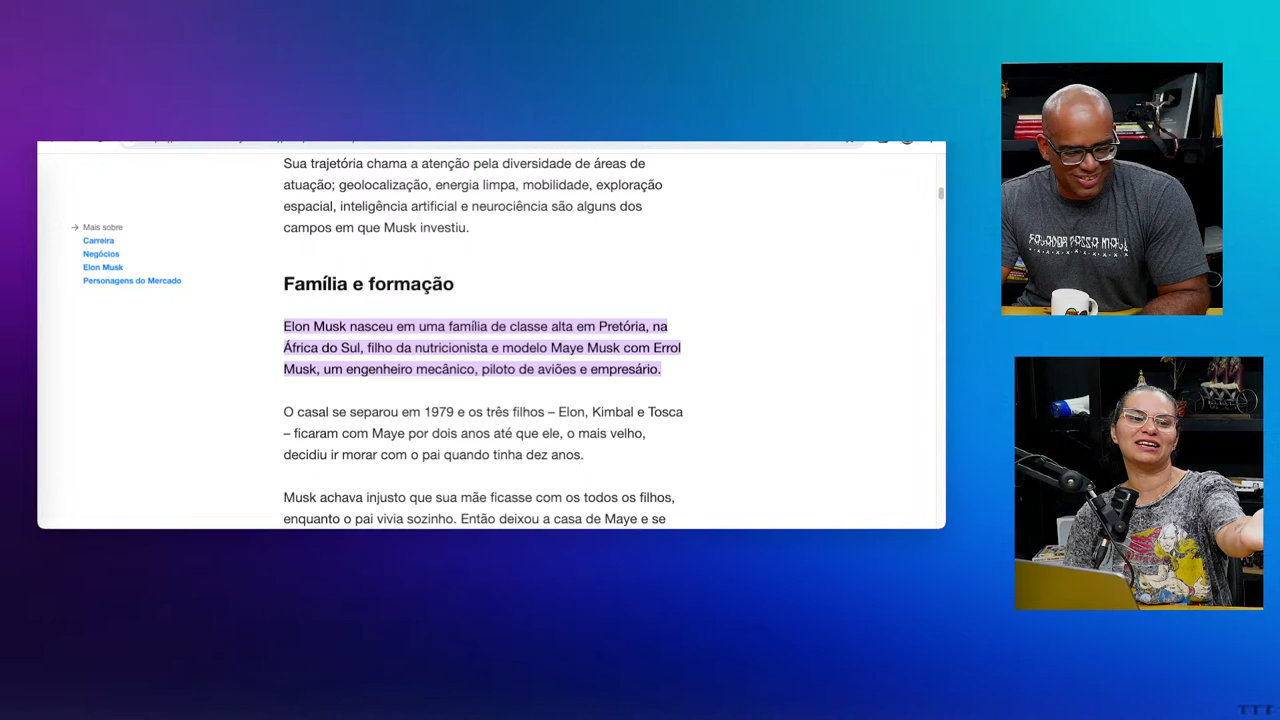 Sua trajetória chama a atenção pela diversidade de áreas de
atuação; geolocalização, energia limpa, mobilidade, exploração
espacial, inteligência artificial e neurociência são alguns dos
campos em que Musk investiu.
→ Mais sobre
Carreira
Negócios
Elon Musk
Personagens do Mercado
Família e formação
Elon Musk nasceu em uma família de classe alta em Pretória, na
África do Sul, filho da nutricionista e modelo Maye Musk com Errol
Musk, um engenheiro mecânico, piloto de aviões e empresário.
O casal se separou em 1979 e os três filhos – Elon, Kimbal e Tosca
– ficaram com Maye por dois anos até que ele, o mais velho,
decidiu ir morar com o pai quando tinha dez anos.
Musk achava injusto que sua mãe ficasse com os todos os filhos,
enquanto o pai vivia sozinho. Então deixou a casa de Maye e se
FALADOR PASSA MAL